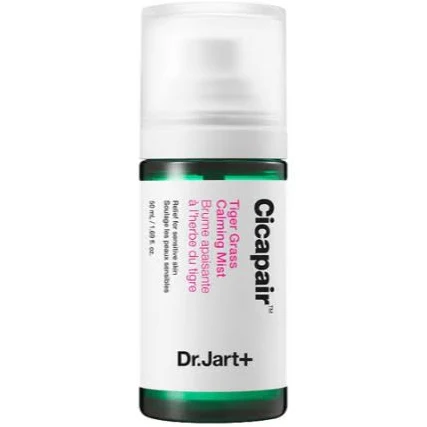 Cicapair™
Tiger Grass
Calming Mist
Brume apaisante
à l'herbe du tigre
Relief for sensitive skin
Soulage les peaux sensibles
50 mL / 1.69 fl. oz.
Dr.Jart+